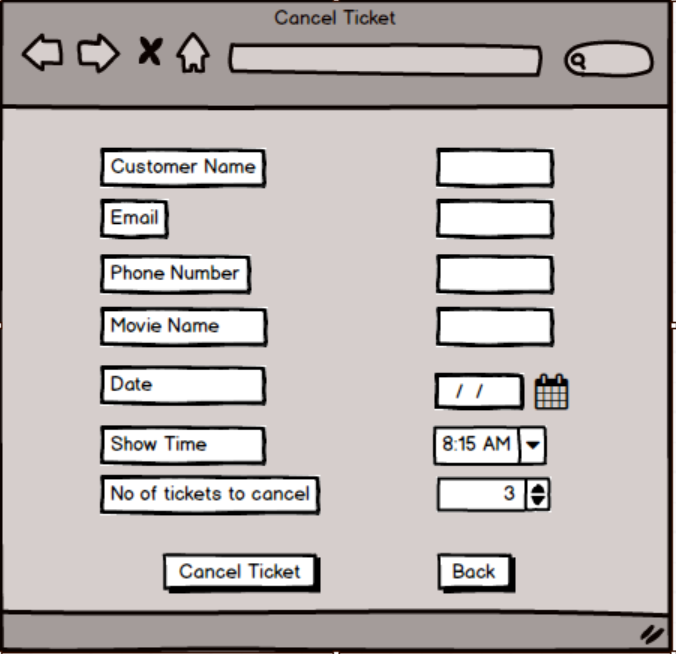 Cancel Ticket
Customer Name
Email
Phone Number
Movie Name
Date / /
Show Time 8:15 AM
No of tickets to cancel 3
Cancel Ticket Back